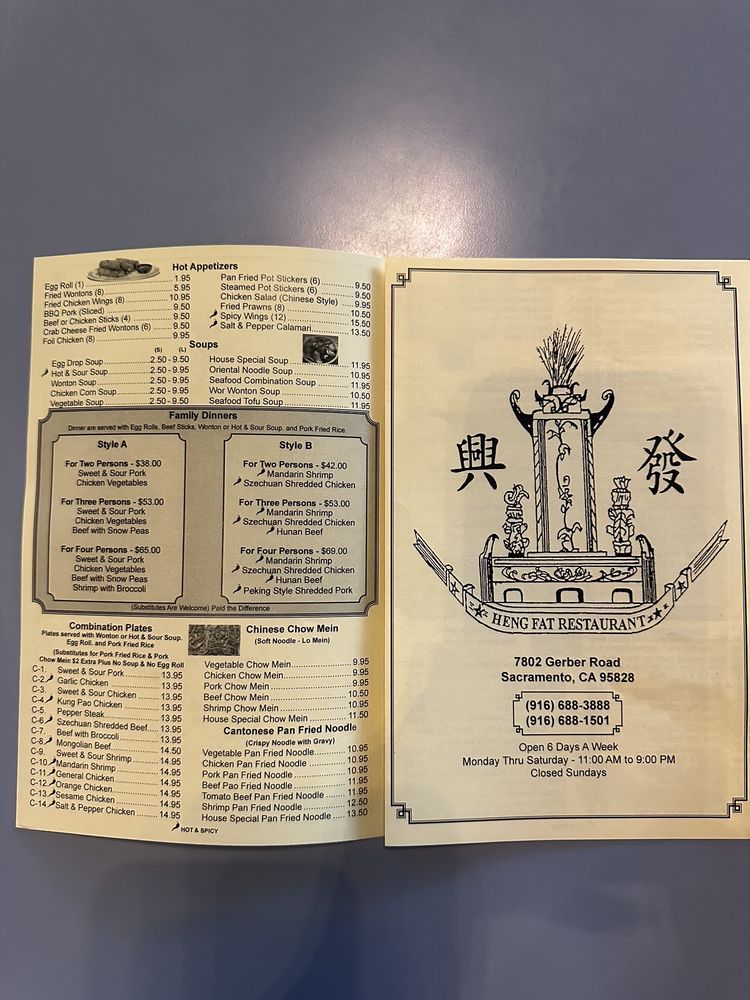 Hot Appetizers
Egg Roll (1) 1.95
Fried Wontons (8) 5.95
Fried Chicken Wings (8) 10.95
BBQ Pork (Sliced) 9.50
Beef or Chicken Sticks (4) 9.50
Crab Cheese Fried Wontons (6) 9.50
Foil Chicken (8) 9.95
Pan Fried Pot Stickers (6) 9.50
Steamed Pot Stickers (6) 9.50
Chicken Salad (Chinese Style) 9.95
Fried Prawns (8) 10.50
Spicy Wings (12) 15.50
Salt & Pepper Calamari 13.50
Soups
(S) (L)
Egg Drop Soup 2.50 - 9.50
Hot & Sour Soup 2.50 - 9.95
Wonton Soup 2.50 - 9.95
Chicken Corn Soup 2.50 - 9.95
Vegetable Soup 2.50 - 9.50
House Special Soup 11.95
Oriental Noodle Soup 10.95
Seafood Combination Soup 11.95
Wor Wonton Soup 10.50
Seafood Tofu Soup 11.95
Family Dinners
Dinner are served with Egg Rolls, Beef Sticks, Wonton or Hot & Sour Soup, and Pork Fried Rice.
Style A
For Two Persons - $38.00
Sweet & Sour Pork
Chicken Vegetables
For Three Persons - $53.00
Sweet & Sour Pork
Chicken Vegetables
Beef with Snow Peas
For Four Persons - $65.00
Sweet & Sour Pork
Chicken Vegetables
Beef with Snow Peas
Shrimp with Broccoli
Style B
For Two Persons - $42.00
Mandarin Shrimp
Szechuan Shredded Chicken
For Three Persons - $53.00
Mandarin Shrimp
Szechuan Shredded Chicken
Hunan Beef
For Four Persons - $69.00
Mandarin Shrimp
Szechuan Shredded Chicken
Hunan Beef
Peking Style Shredded Pork
(Substitutes Are Welcome) Paid the Difference
Combination Plates
Plates served with Wonton or Hot & Sour Soup.
Egg Roll. and Pork Fried Rice
(Substitutes for Pork Fried Rice & Pork
Chow Mein $2 Extra Plus No Soup & No Egg Roll
C-1. Sweet & Sour Pork 13.95
C-2. Garlic Chicken 13.95
C-3. Sweet & Sour Chicken 13.95
C-4. Kung Pao Chicken 13.95
C-5. Pepper Steak 13.95
C-6. Szechuan Shredded Beef 13.95
C-7. Beef with Broccoli 13.95
C-8. Mongolian Beef 14.50
C-9. Sweet & Sour Shrimp 14.95
C-10. Mandarin Shrimp 14.95
C-11. General Chicken 14.95
C-12. Orange Chicken 14.95
C-13. Sesame Chicken 14.95
C-14. Salt & Pepper Chicken 14.95
Chinese Chow Mein
(Soft Noodle - Lo Mein)
Vegetable Chow Mein 9.95
Chicken Chow Mein 9.95
Pork Chow Mein 9.95
Beef Chow Mein 10.50
Shrimp Chow Mein 10.95
House Special Chow Mein 11.50
Cantonese Pan Fried Noodle
(Crispy Noodle with Gravy)
Vegetable Pan Fried Noodle 10.95
Chicken Pan Fried Noodle 10.95
Pork Pan Fried Noodle 10.95
Beef Pao Fried Noodle 11.95
Tomato Beef Pan Fried Noodle 11.95
Shrimp Pan Fried Noodle 12.50
House Special Pan Fried Noodle 13.50
HOT & SPICY
興 發
HENG FAT RESTAURANT
7802 Gerber Road
Sacramento, CA 95828
(916) 688-3888
(916) 688-1501
Open 6 Days A Week
Monday Thru Saturday - 11:00 AM to 9:00 PM
Closed Sundays